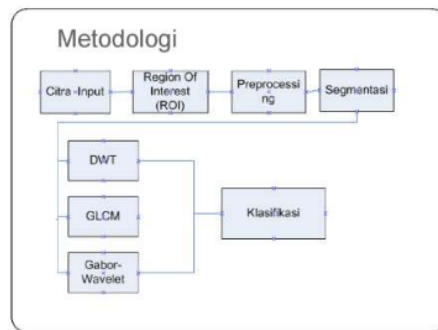 Metodologi
Citra -Input
Region Of
Interest
(ROI)
Preprocessi
ng
Segmentasi
DWT
GLCM
Gabor-
Wavelet
Klasifikasi